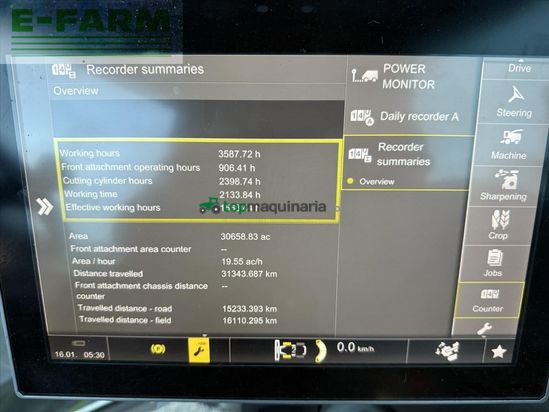 E-FARM
Recorder summaries
Overview
Working hours 3587.72 h
Front attachment operating hours 906.41 h
Cutting cylinder hours 2398.74 h
Working time 2133.84 h
Effective working hours
topmaquinaria
Area 30658.83 ac
Front attachment area counter --
Area / hour 19.55 ac/h
Distance travelled 31343.687 km
Front attachment chassis distance counter --
Travelled distance - road 15233.393 km
Travelled distance - field 16110.295 km
POWER MONITOR
Daily recorder A
Recorder summaries
Overview
Drive
Steering
Machine
Sharpening
Crop
Jobs
Counter
16.01. 05:30
0.0 km/h